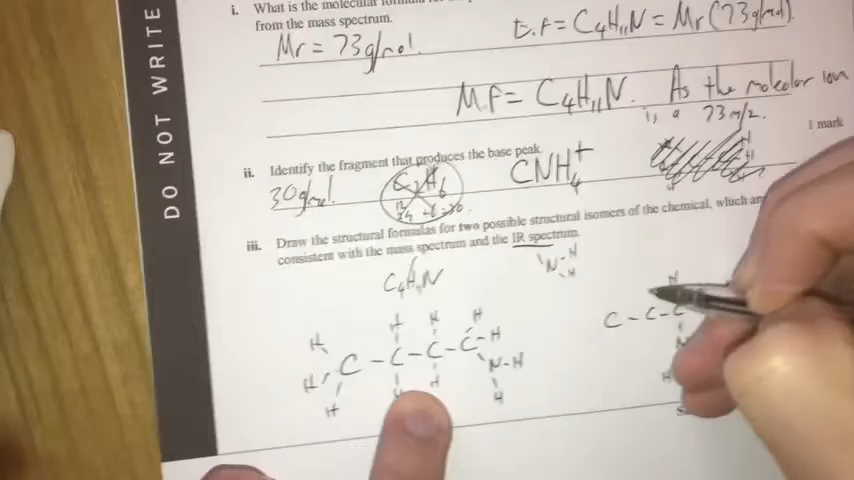 DO NOT WRITE
i. What is the molecular formula for
from the mass spectrum.
Mr = 73g/mol.
E.F = C4H11N = Mr (73g/mol).
MF = C4H11N. As the molecular ion
is a 73 m/z.
1 mark
ii. Identify the fragment that produces the base peak.
30g/mol.
C2H6
CNH4+
iii. Draw the structural formulas for two possible structural isomers of the chemical, which are
consistent with the mass spectrum and the IR spectrum.
C4H11N
N-H
H
H H H H
C - C - C - C - H
H H H H N-H
H
H
C - C - C
N
H